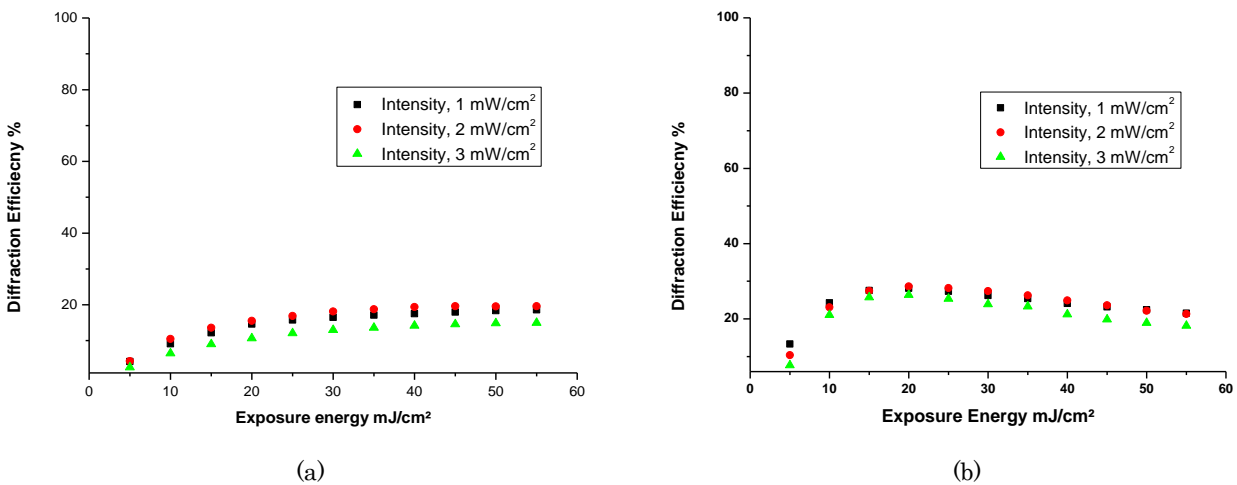 100
80
60
40
20
0
10
20
30
40
50
60
Diffraction Efficiecny %
Exposure energy mJ/cm²
Intensity, 1 mW/cm²
Intensity, 2 mW/cm²
Intensity, 3 mW/cm²
(a)
100
80
60
40
20
0
10
20
30
40
50
60
Diffraction Efficiecny %
Exposure Energy mJ/cm²
Intensity, 1 mW/cm²
Intensity, 2 mW/cm²
Intensity, 3 mW/cm²
(b)